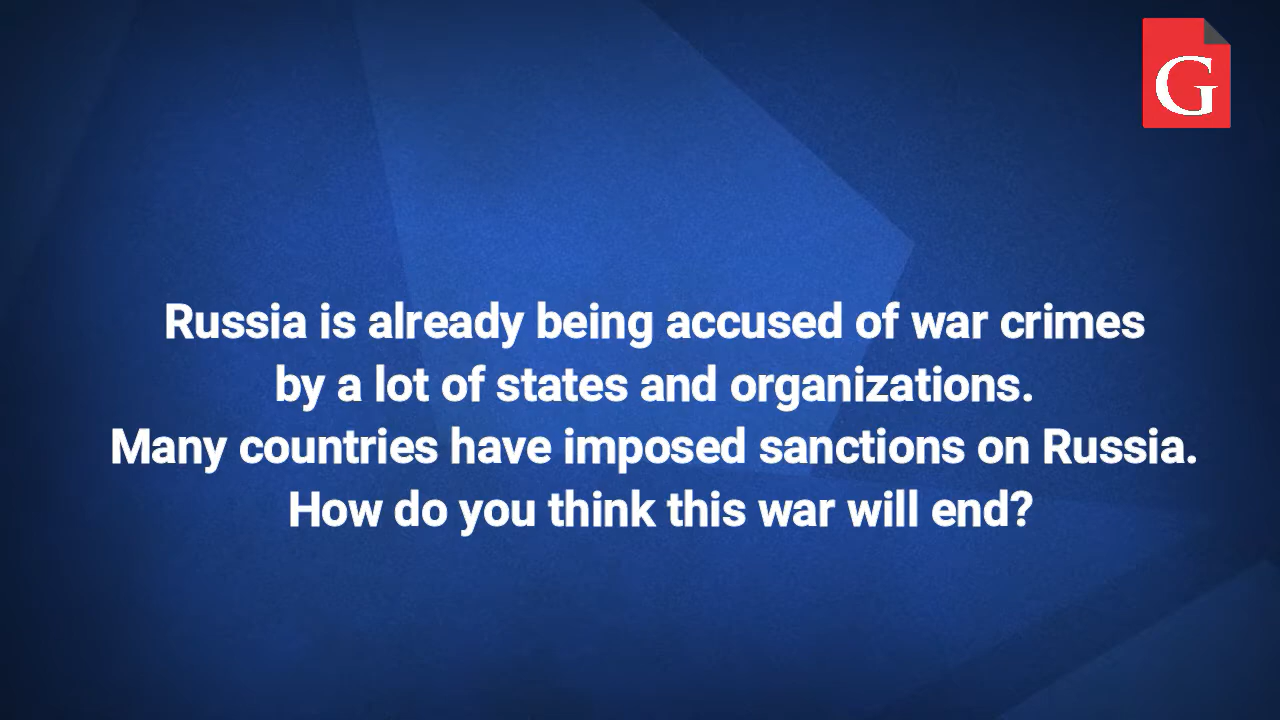 G
Russia is already being accused of war crimes
by a lot of states and organizations.
Many countries have imposed sanctions on Russia.
How do you think this war will end?